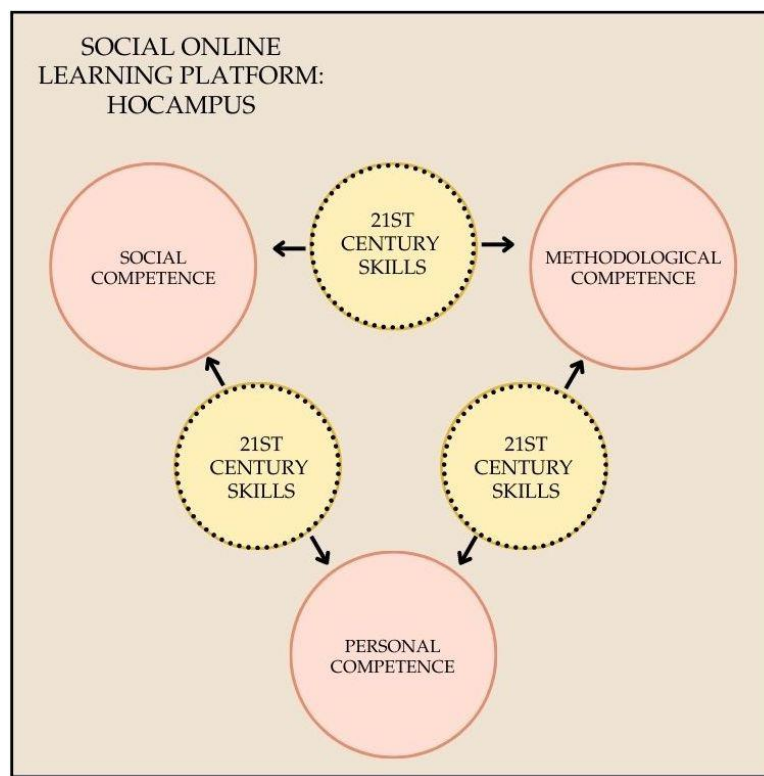 SOCIAL ONLINE
LEARNING PLATFORM:
HOCAMPUS
21ST
CENTURY
SKILLS
SOCIAL
COMPETENCE
METHODOLOGICAL
COMPETENCE
21ST
CENTURY
SKILLS
21ST
CENTURY
SKILLS
PERSONAL
COMPETENCE